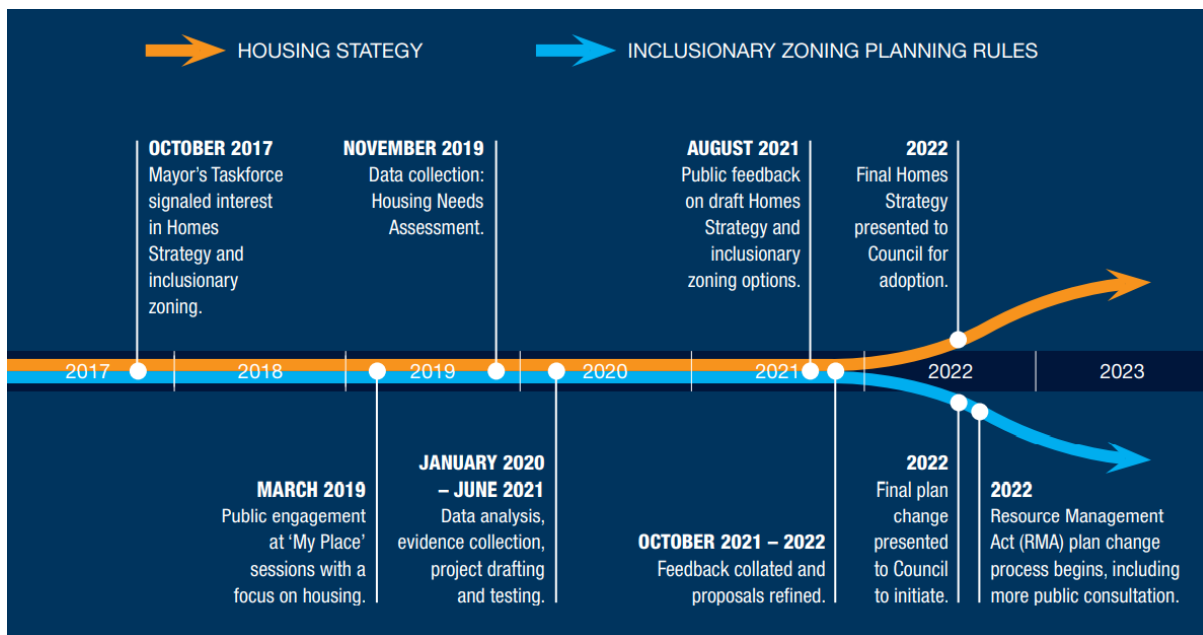 HOUSING STATEGY
INCLUSIONARY ZONING PLANNING RULES
OCTOBER 2017
Mayor's Taskforce
signaled interest
in Homes
Strategy and
inclusionary
zoning.
NOVEMBER 2019
Data collection:
Housing Needs
Assessment.
AUGUST 2021
Public feedback
on draft Homes
Strategy and
inclusionary
zoning options.
2022
Final Homes
Strategy
presented to
Council for
adoption.
2017
2018
2019
2020
2021
2022
2023
MARCH 2019
Public engagement
at ‘My Place’
sessions with a
focus on housing.
JANUARY 2020
– JUNE 2021
Data analysis,
evidence collection,
project drafting
and testing.
OCTOBER 2021 – 2022
Feedback collated and
proposals refined.
2022
Final plan
change
presented
to Council
to initiate.
2022
Resource Management
Act (RMA) plan change
process begins, including
more public consultation.